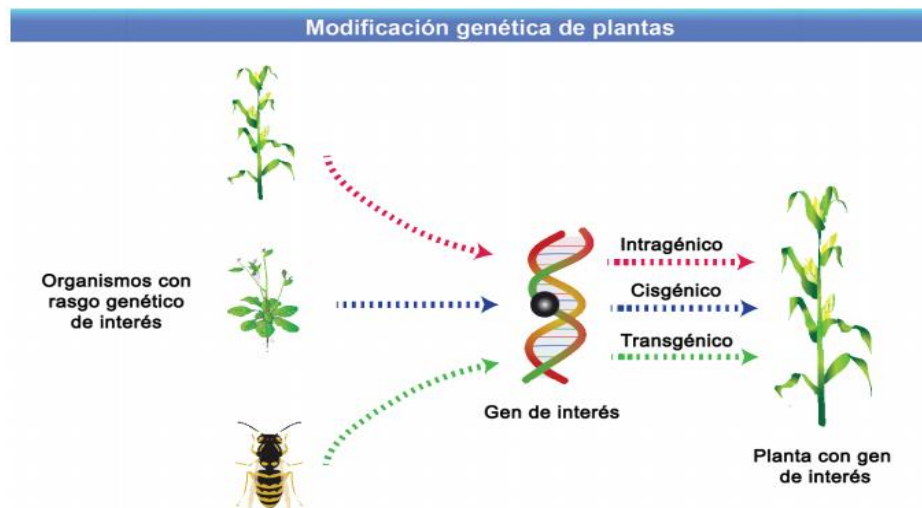 Modificación genética de plantas
Organismos con
rasgo genético
de interés
Intragénico
Cisgénico
Transgénico
Gen de interés
Planta con gen
de interés